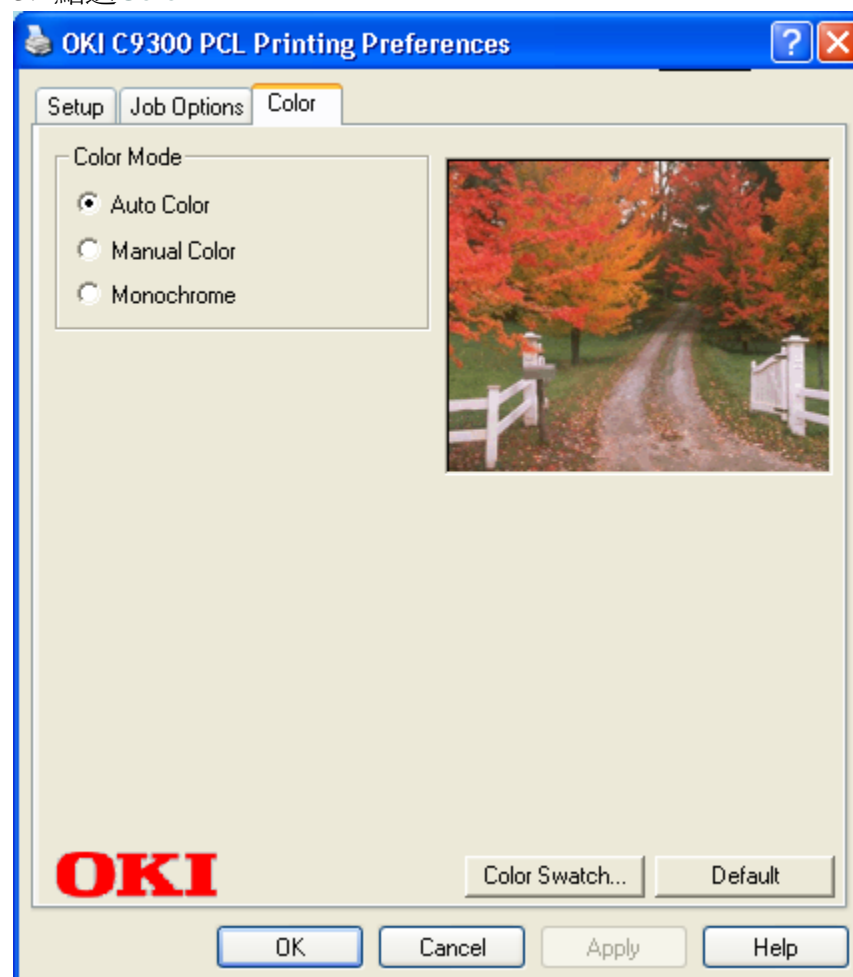 OKI C9300 PCL Printing Preferences
Setup Job Options Color
Color Mode
Auto Color
Manual Color
Monochrome
OKI
Color Swatch... Default
OK Cancel Apply Help